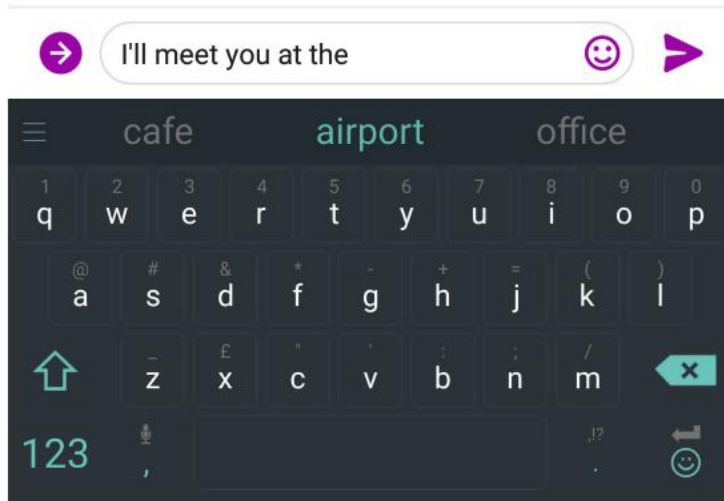 I'll meet you at the
cafe airport office
1 2 3 4 5 6 7 8 9 0
q w e r t y u i o p
@ # & * - + = ( )
a s d f g h j k l
_ £ " ' : ; /
z x c v b n m
,!?
123 , .